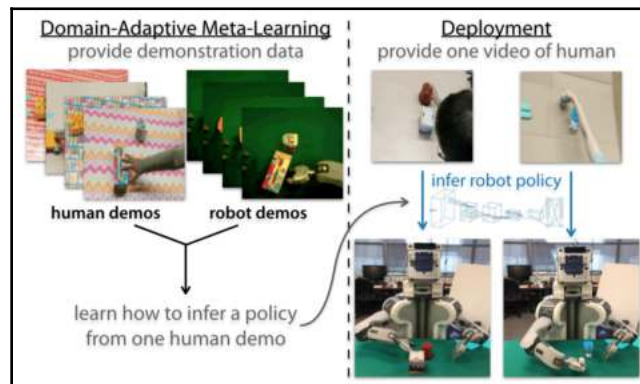 Domain-Adaptive Meta-Learning
provide demonstration data
human demos
robot demos
learn how to infer a policy
from one human demo
Deployment
provide one video of human
infer robot policy